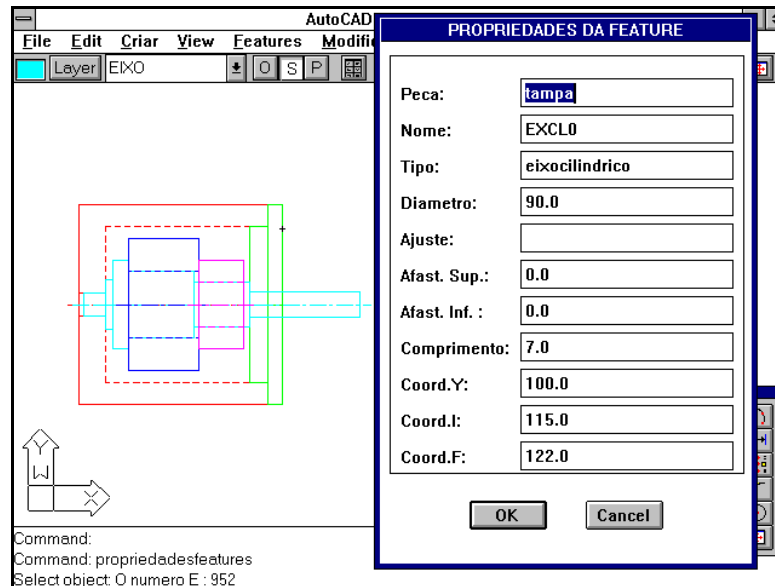 AutoCAD
File Edit Criar View Features Modifi
Layer EIXO O S P
PROPRIEDADES DA FEATURE
Peca: tampa
Nome: EXCL0
Tipo: eixocilindrico
Diametro: 90.0
Ajuste:
Afast. Sup.: 0.0
Afast. Inf. : 0.0
Comprimento: 7.0
Coord.Y: 100.0
Coord.I: 115.0
Coord.F: 122.0
OK Cancel
Y
W
X
Command:
Command: propriedadesfeatures
Select object: O numero E : 952